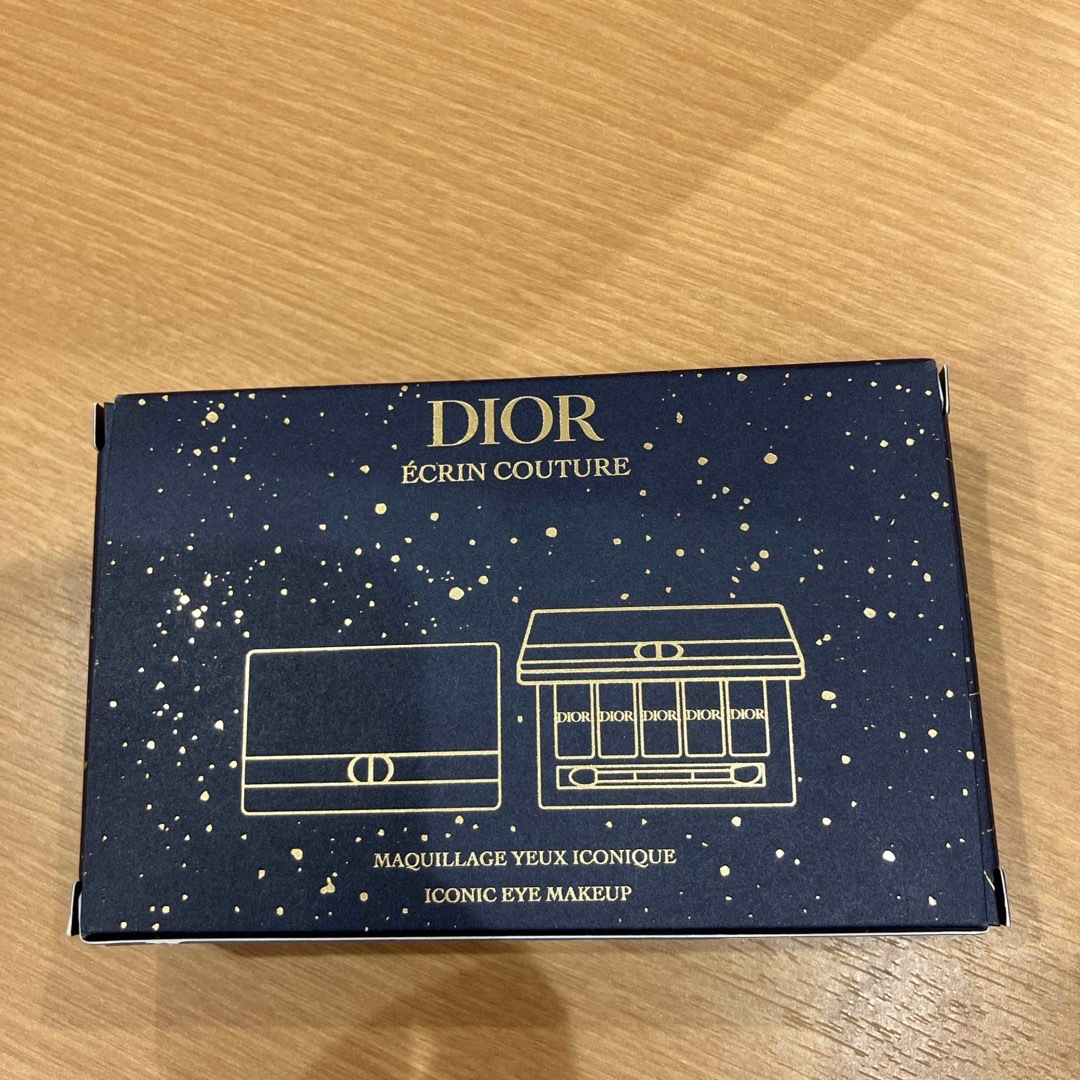 DIOR
ÉCRIN COUTURE
DIOR DIOR DIOR DIOR DIOR
MAQUILLAGE YEUX ICONIQUE
ICONIC EYE MAKEUP